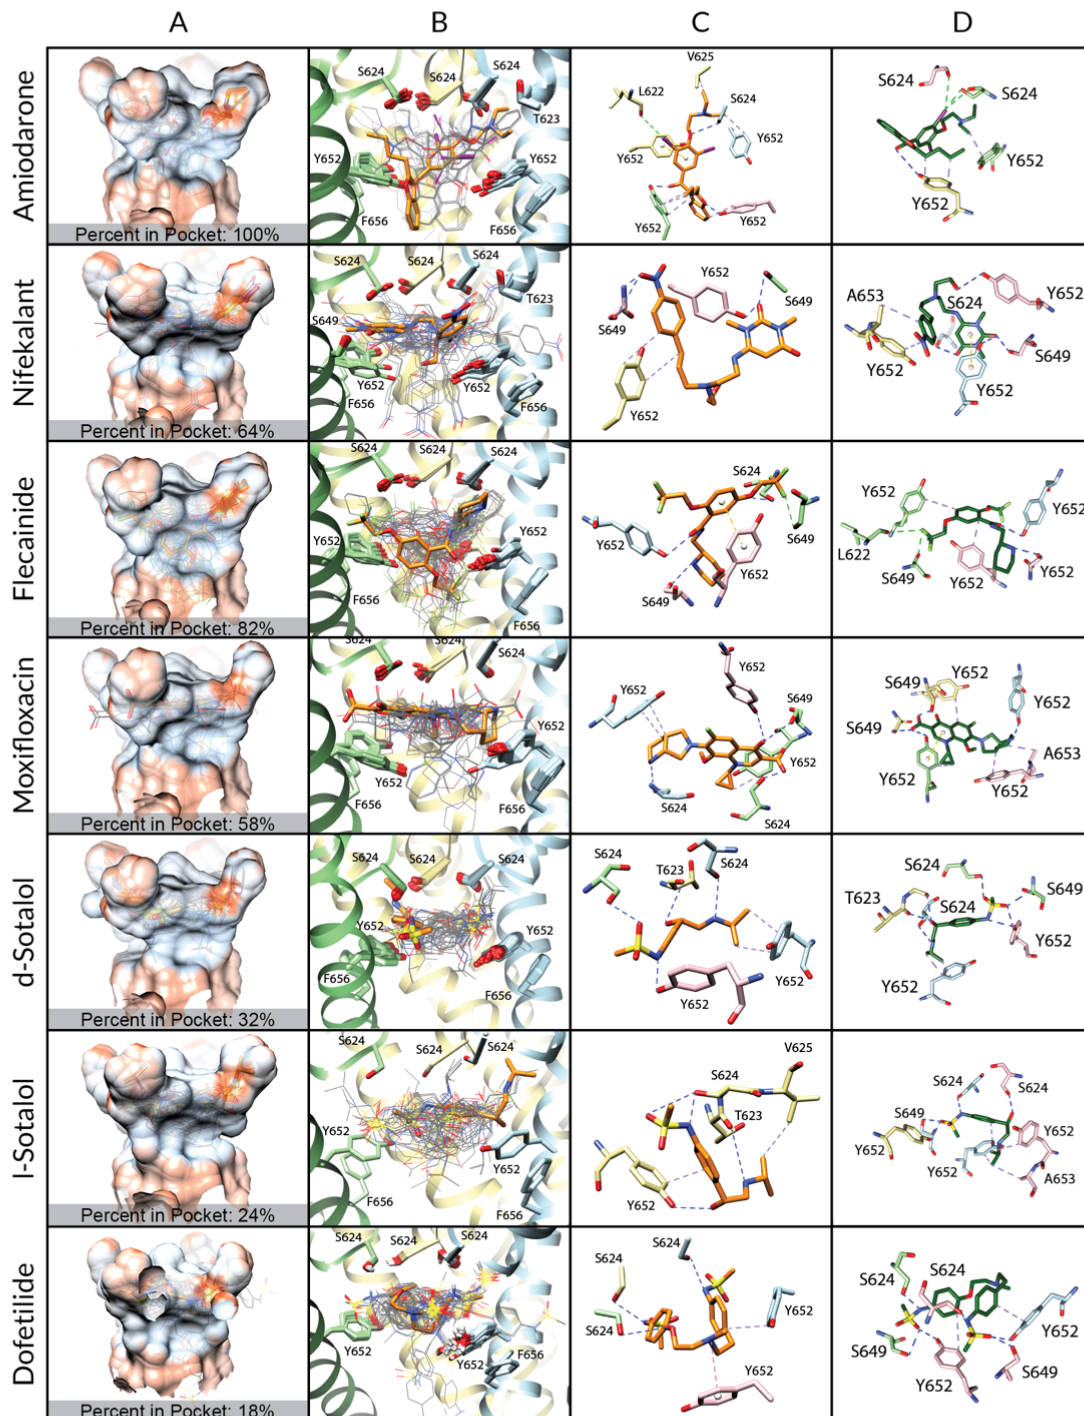 A B C D
Amiodarone
Percent in Pocket: 100%
S624 S624 S624
T623
Y652 Y652
F656 F656
V625
L622 S624
Y652
Y652
Y652 Y652
S624
S624
Y652
Y652
Nifekalant
Percent in Pocket: 64%
S624 S624 S624
T623
S649
Y652 Y652
F656 F656
Y652
S649
S649
Y652
A653 S624 Y652
Y652 S649
Y652
Flecainide
Percent in Pocket: 82%
S624 S624 S624
Y652 Y652
F656 F656
S624
S649
Y652
Y652
S649
Y652
Y652
L622
S649 Y652 Y652
Moxifloxacin
Percent in Pocket: 58%
S624 S624 S624
Y652
Y652
F656 F656
Y652
Y652 S649
Y652
S624
S624
S649 Y652
Y652
S649
A653
Y652 Y652
d-Sotalol
Percent in Pocket: 32%
S624 S624 S624
Y652 Y652
F656 F656
S624 T623 S624
Y652 Y652
S624
S649
T623 S624
Y652
Y652
l-Sotalol
Percent in Pocket: 24%
S624 S624 S624
Y652
Y652
F656 F656
V625
S624
T623
Y652
S624 S624
S649 Y652
Y652 Y652
A653
Dofetilide
Percent in Pocket: 18%
S624 S624 S624
Y652 Y652 F656
S624
S624
Y652
S624
Y652
S624 S624
Y652
S649
Y652 S649